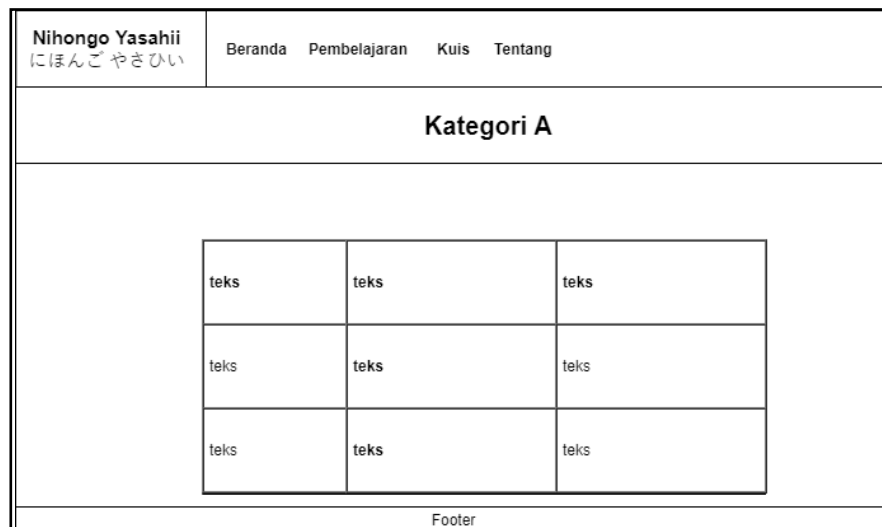 Nihongo Yasahii
にほんご やさひい
Beranda Pembelajaran Kuis Tentang
Kategori A
teks teks teks
teks teks teks
teks teks teks
Footer